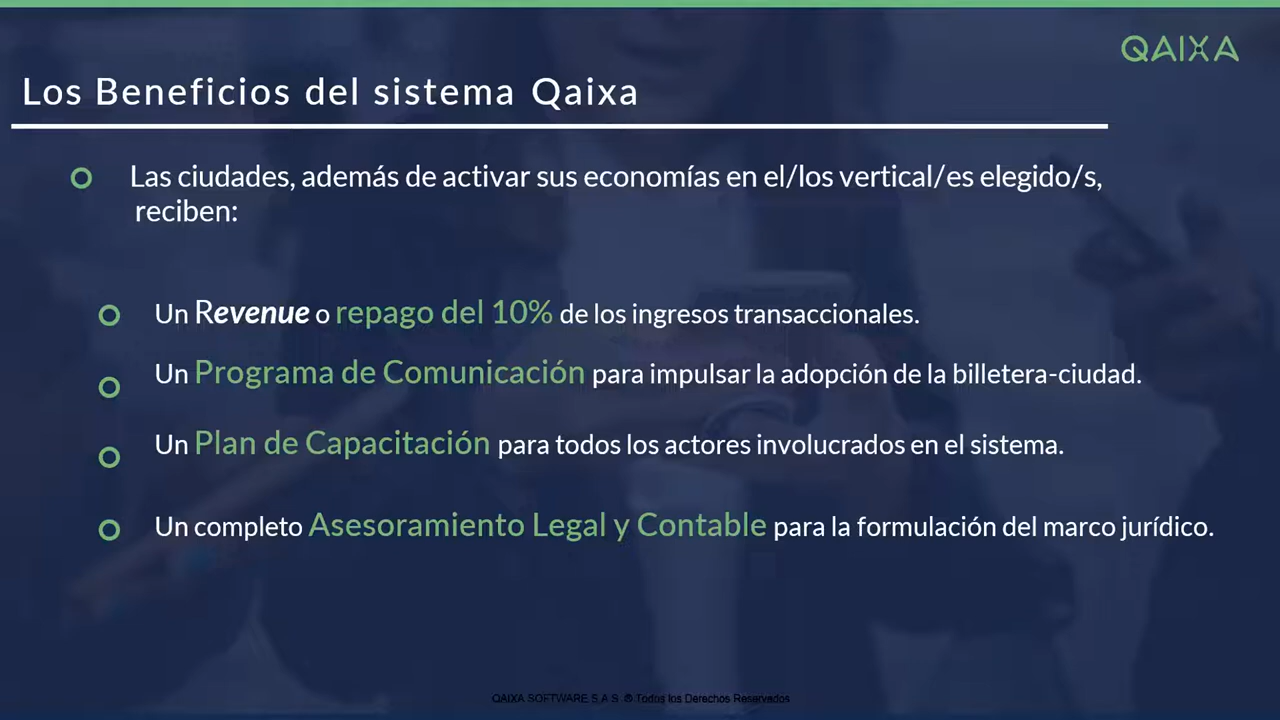 QAIXA
Los Beneficios del sistema Qaixa
Las ciudades, además de activar sus economías en el/los vertical/es elegido/s,
reciben:
Un Revenue o repago del 10% de los ingresos transaccionales.
Un Programa de Comunicación para impulsar la adopción de la billetera-ciudad.
Un Plan de Capacitación para todos los actores involucrados en el sistema.
Un completo Asesoramiento Legal y Contable para la formulación del marco jurídico.
QAIXA SOFTWARE S.A.S. ® Todos los Derechos Reservados